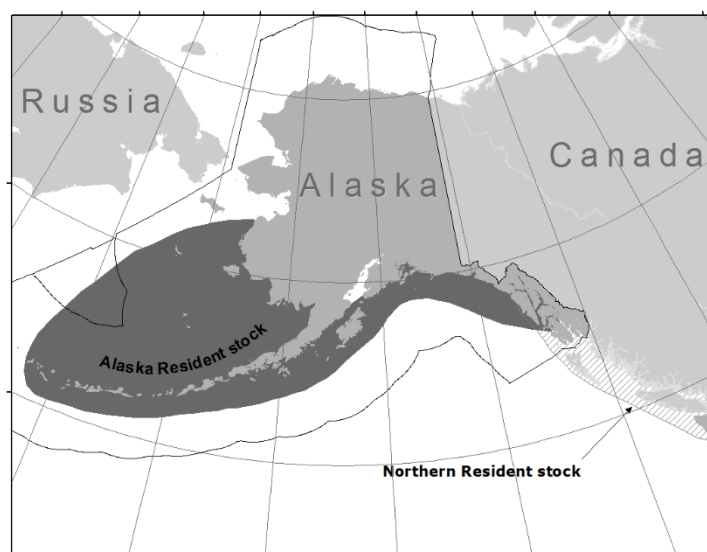 Russia
Alaska
Canada
Alaska Resident stock
Northern Resident stock